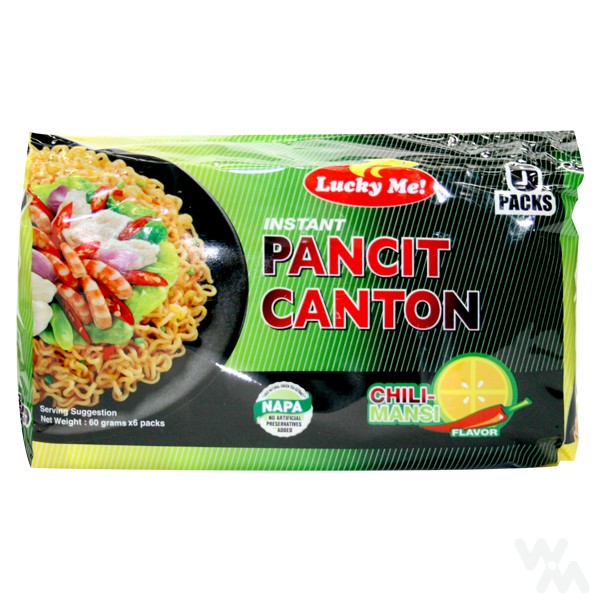 Lucky Me!
PACKS
INSTANT
PANCIT
CANTON
CHILI-
MANSI
FLAVOR
NAPA
NO ARTIFICIAL
PRESERVATIVES
ADDED
Serving Suggestion
Net Weight : 60 grams x6 packs
WM